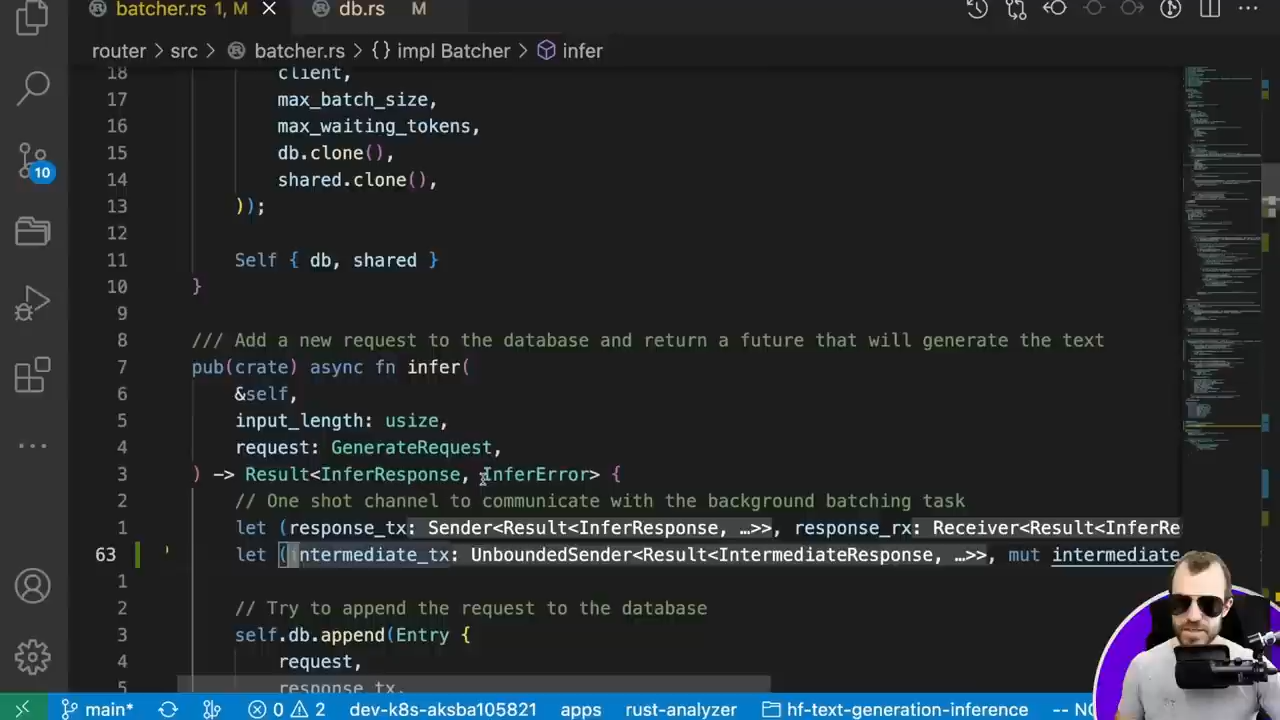 batcher.rs 1, M
db.rs M
router > src > batcher.rs > {} impl Batcher > infer
18 client,
17 max_batch_size,
16 max_waiting_tokens,
15 db.clone(),
14 shared.clone(),
13 ));
12
11 Self { db, shared }
10 }
9
8 /// Add a new request to the database and return a future that will generate the text
7 pub(crate) async fn infer(
6 &self,
5 input_length: usize,
4 request: GenerateRequest,
3 ) -> Result<InferResponse, InferError> {
2 // One shot channel to communicate with the background batching task
1 let (response_tx: Sender<Result<InferResponse, …>>, response_rx: Receiver<Result<InferRe
63 let (intermediate_tx: UnboundedSender<Result<IntermediateResponse, …>>, mut intermediate
1
2 // Try to append the request to the database
3 self.db.append(Entry {
4 request,
5 response_tx,
10
main* 0 2 dev-k8s-aksba105821 apps rust-analyzer hf-text-generation-inference -- NO